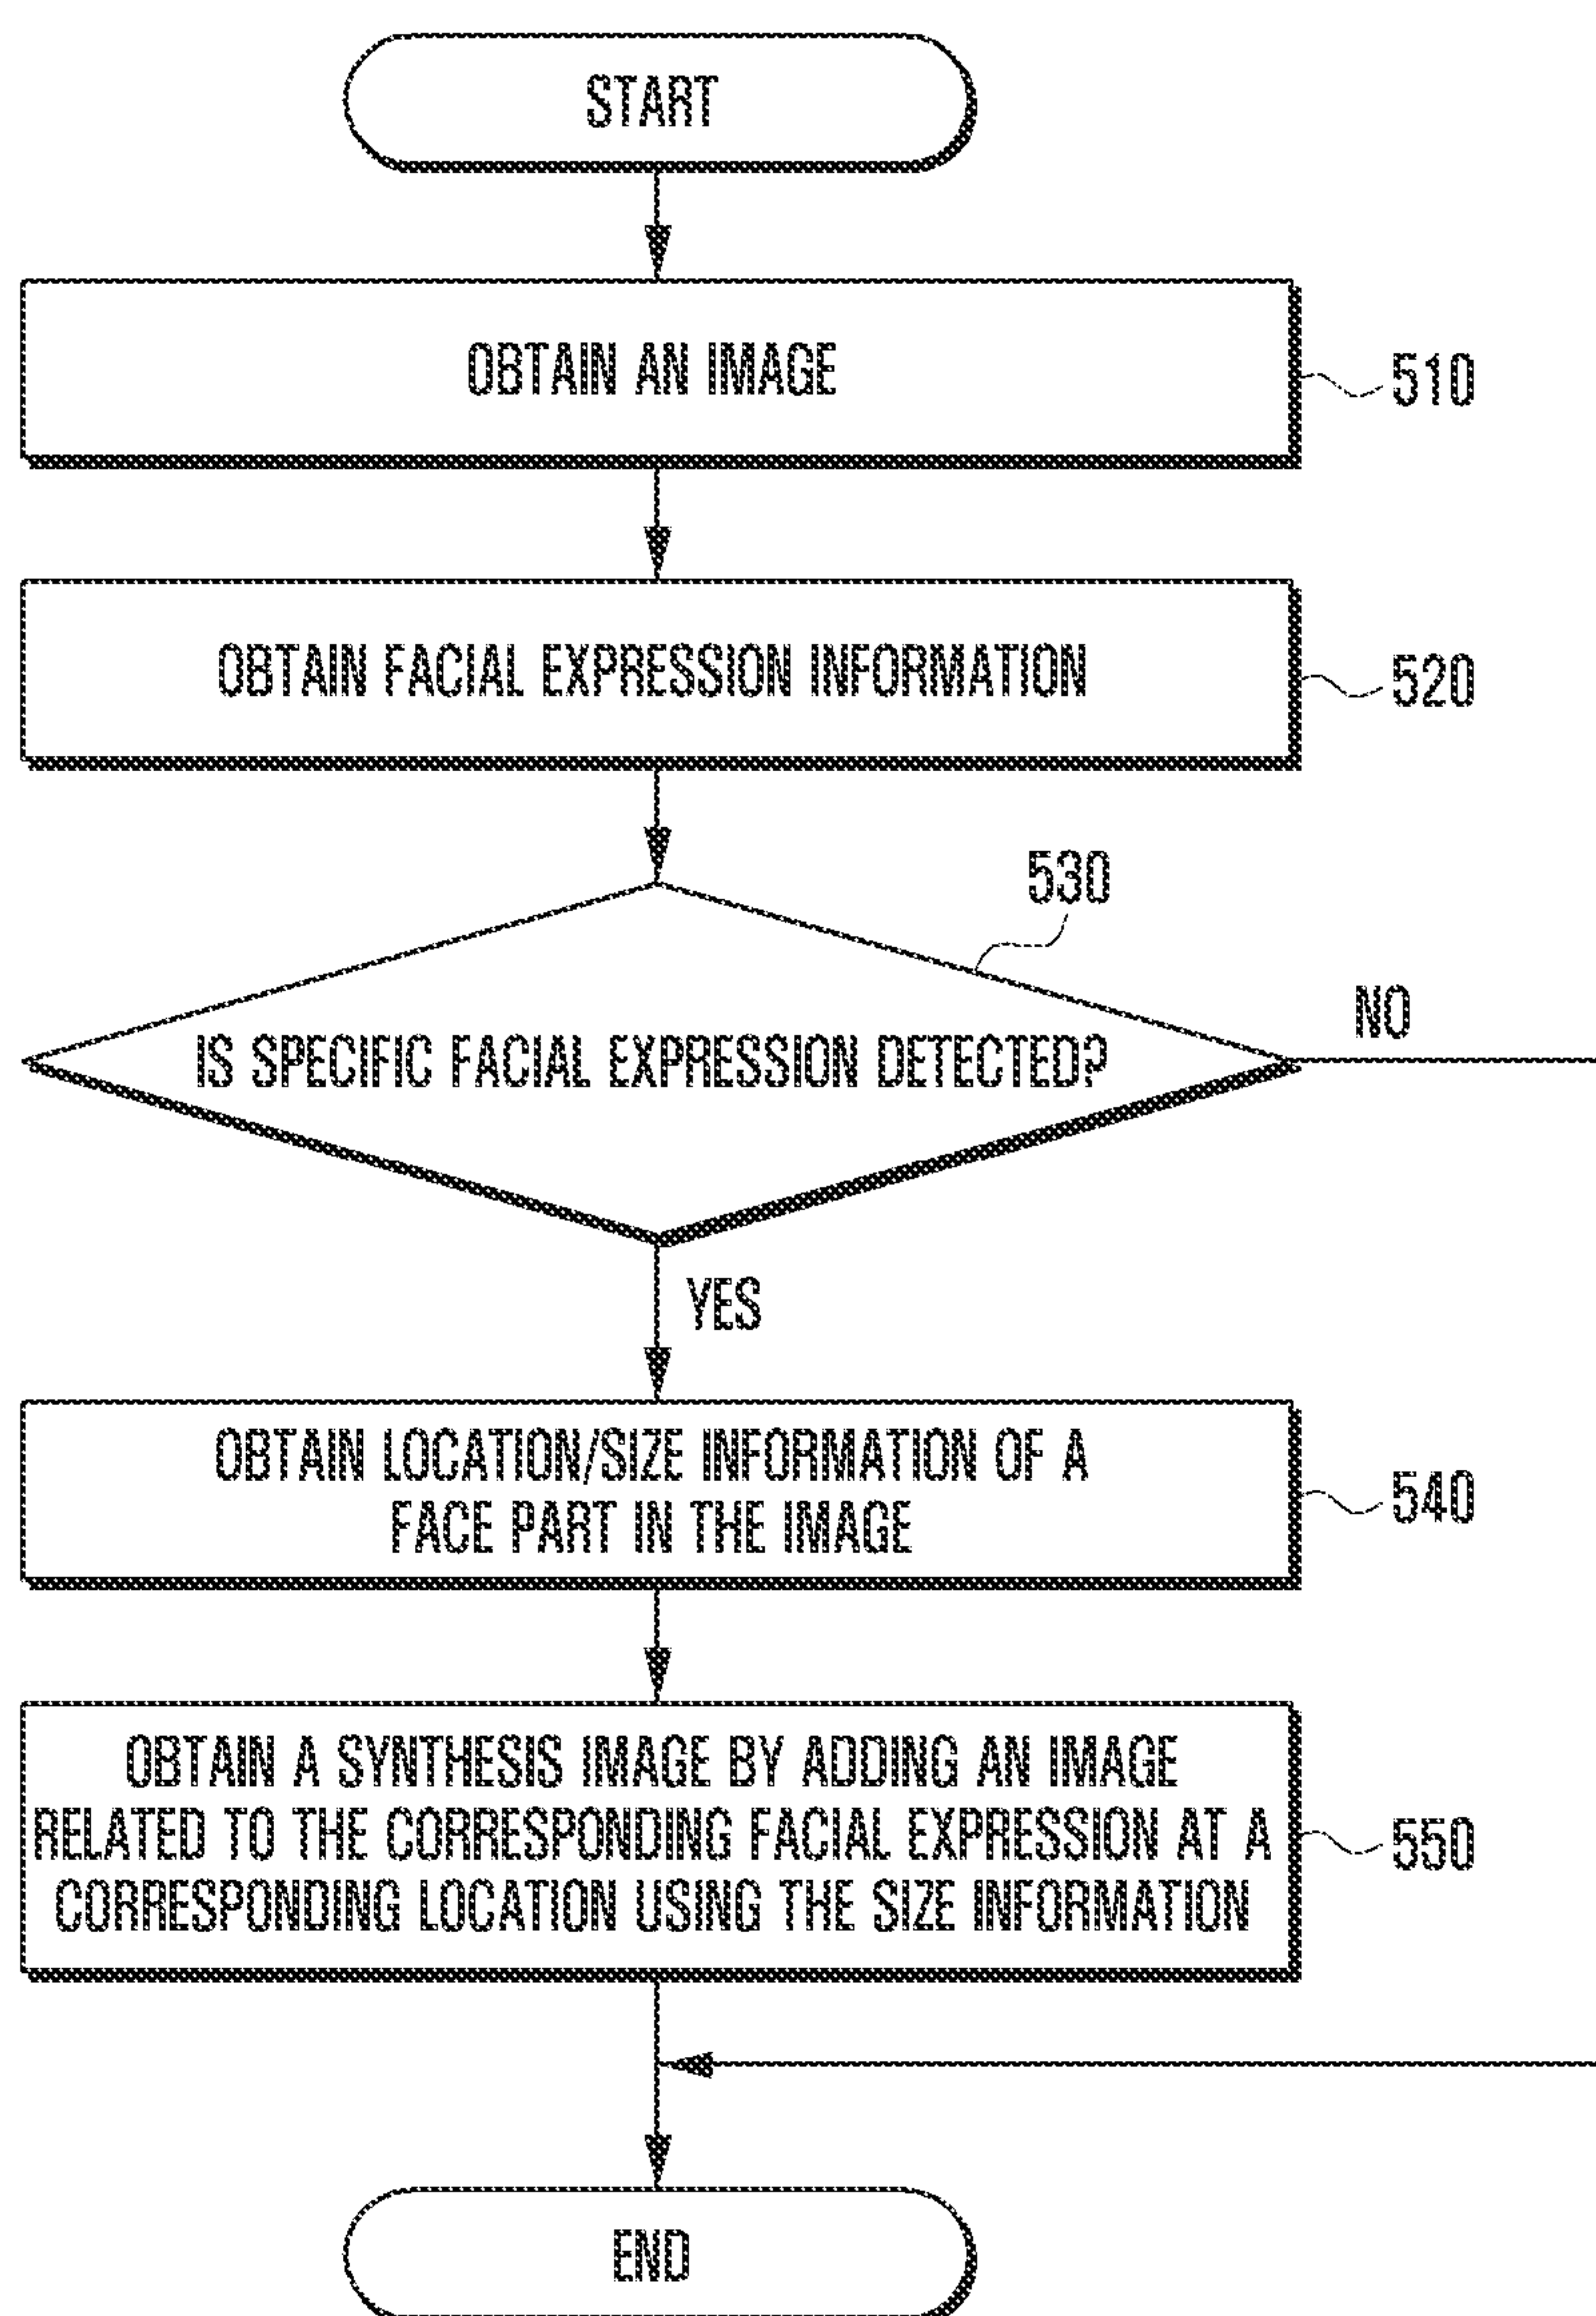 START
OBTAIN AN IMAGE
510
OBTAIN FACIAL EXPRESSION INFORMATION
520
530
IS SPECIFIC FACIAL EXPRESSION DETECTED?
NO
YES
OBTAIN LOCATION/SIZE INFORMATION OF A
FACE PART IN THE IMAGE
540
OBTAIN A SYNTHESIS IMAGE BY ADDING AN IMAGE
RELATED TO THE CORRESPONDING FACIAL EXPRESSION AT A
CORRESPONDING LOCATION USING THE SIZE INFORMATION
550
END